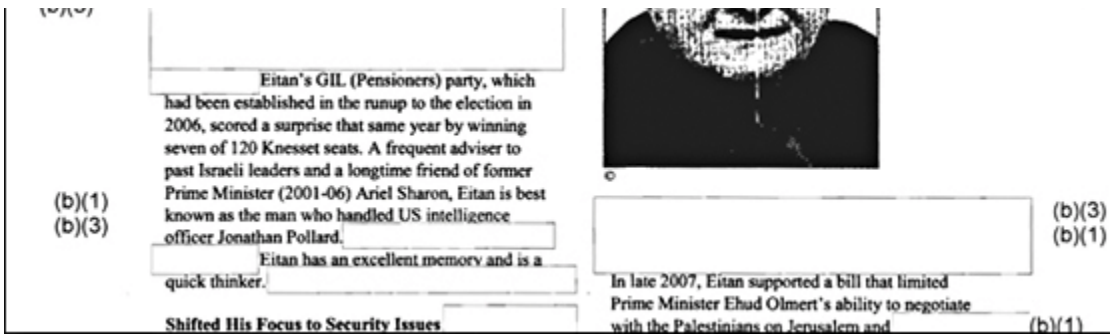 (b)(3)
Eitan's GIL (Pensioners) party, which
had been established in the runup to the election in
2006, scored a surprise that same year by winning
seven of 120 Knesset seats. A frequent adviser to
past Israeli leaders and a longtime friend of former
Prime Minister (2001-06) Ariel Sharon, Eitan is best
known as the man who handled US intelligence
officer Jonathan Pollard.
Eitan has an excellent memory and is a
quick thinker.
Shifted His Focus to Security Issues
(b)(1)
(b)(3)
©
(b)(3)
(b)(1)
In late 2007, Eitan supported a bill that limited
Prime Minister Ehud Olmert's ability to negotiate
with the Palestinians on Jerusalem and
(b)(1)